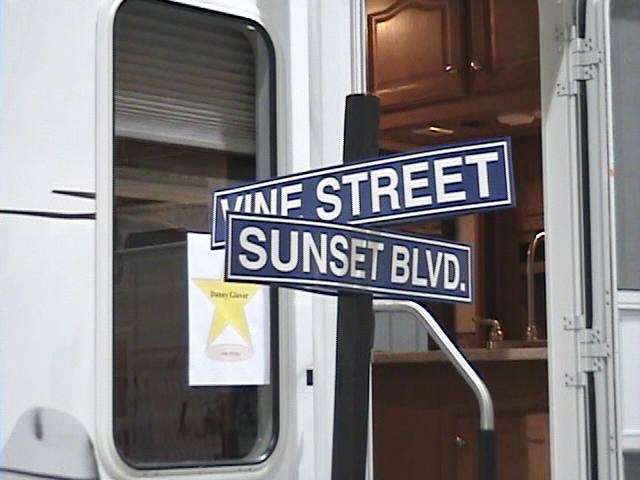 VINE STREET
SUNSET BLVD.
Danny Glover